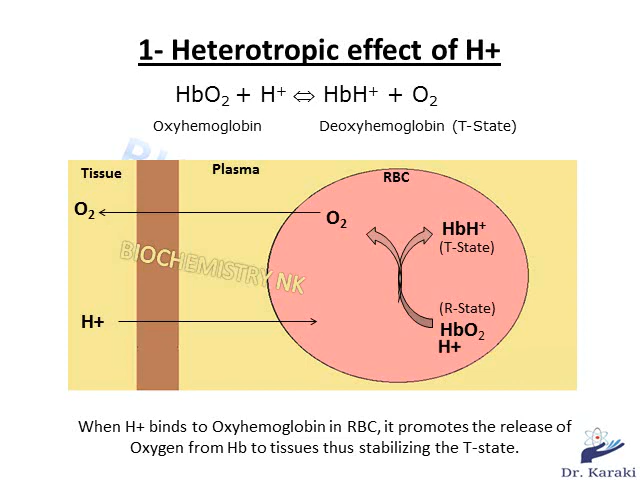 1- Heterotropic effect of H+
HbO₂ + H⁺ ⇔ HbH⁺ + O₂
Oxyhemoglobin Deoxyhemoglobin (T-State)
Tissue Plasma RBC
O₂ O₂ HbH⁺
(T-State)
BIOCHEMISTRY NK
(R-State)
H+ HbO₂
H+
When H+ binds to Oxyhemoglobin in RBC, it promotes the release of
Oxygen from Hb to tissues thus stabilizing the T-state.
Dr. Karaki